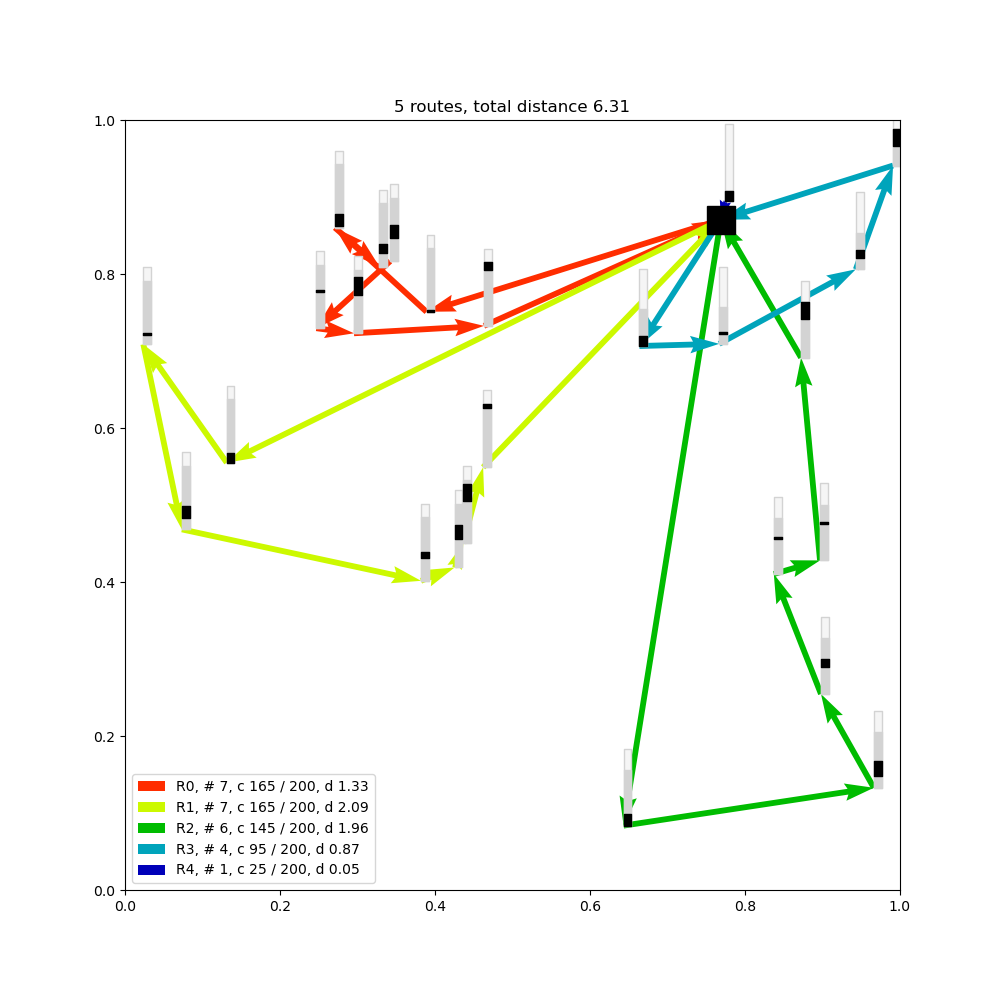 5 routes, total distance 6.31
1.0
0.8
0.6
0.4
0.2
0.0
R0, # 7, c 165 / 200, d 1.33
R1, # 7, c 165 / 200, d 2.09
R2, # 6, c 145 / 200, d 1.96
R3, # 4, c 95 / 200, d 0.87
R4, # 1, c 25 / 200, d 0.05
0.0 0.2 0.4 0.6 0.8 1.0